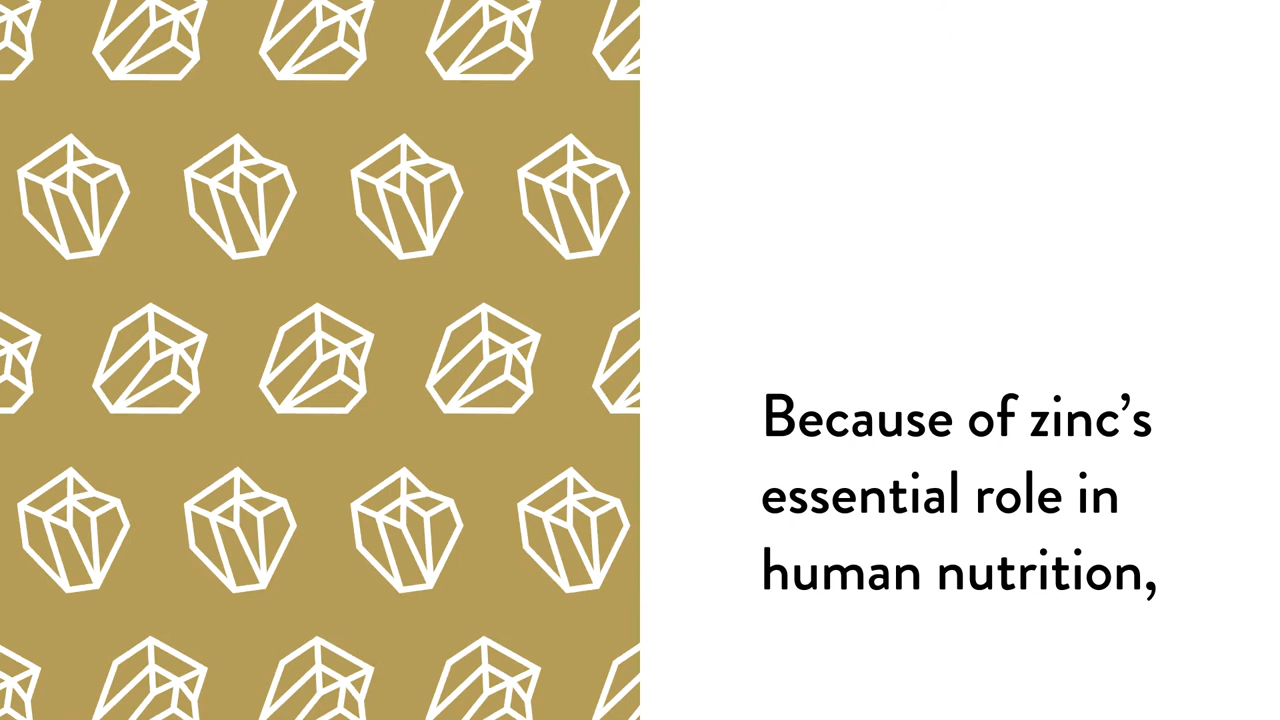 Because of zinc’s
essential role in
human nutrition,